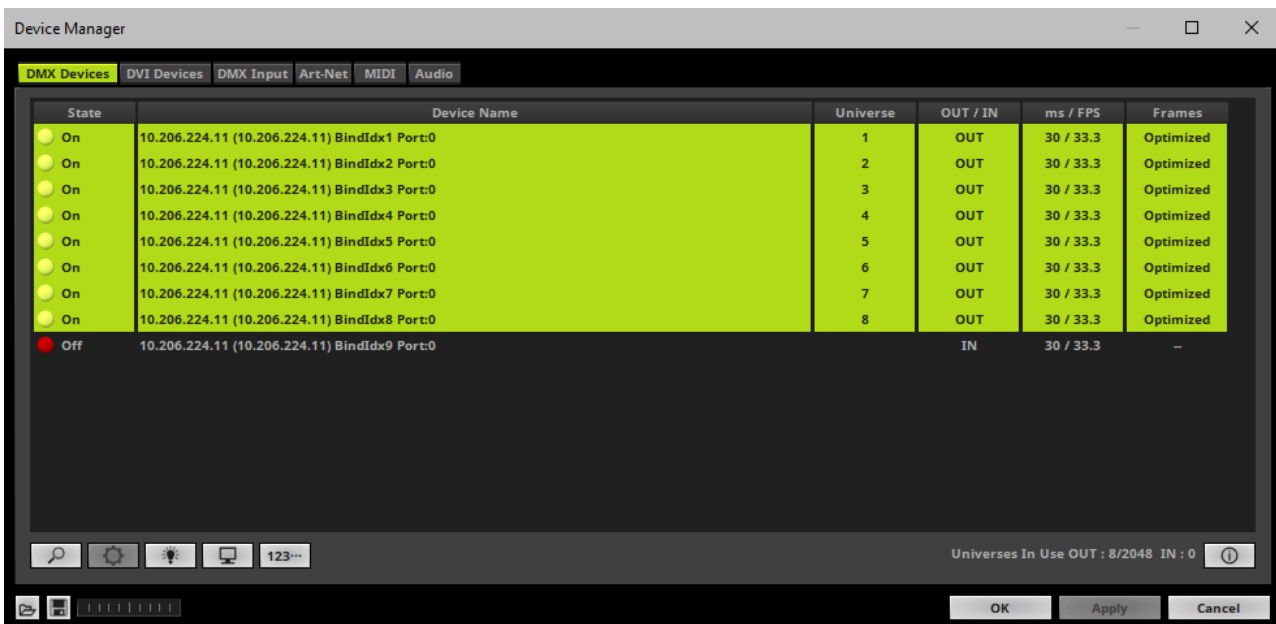 Device Manager
DMX Devices DVI Devices DMX Input Art-Net MIDI Audio
State Device Name Universe OUT / IN ms / FPS Frames
On 10.206.224.11 (10.206.224.11) BindIdx1 Port:0 1 OUT 30 / 33.3 Optimized
On 10.206.224.11 (10.206.224.11) BindIdx2 Port:0 2 OUT 30 / 33.3 Optimized
On 10.206.224.11 (10.206.224.11) BindIdx3 Port:0 3 OUT 30 / 33.3 Optimized
On 10.206.224.11 (10.206.224.11) BindIdx4 Port:0 4 OUT 30 / 33.3 Optimized
On 10.206.224.11 (10.206.224.11) BindIdx5 Port:0 5 OUT 30 / 33.3 Optimized
On 10.206.224.11 (10.206.224.11) BindIdx6 Port:0 6 OUT 30 / 33.3 Optimized
On 10.206.224.11 (10.206.224.11) BindIdx7 Port:0 7 OUT 30 / 33.3 Optimized
On 10.206.224.11 (10.206.224.11) BindIdx8 Port:0 8 OUT 30 / 33.3 Optimized
Off 10.206.224.11 (10.206.224.11) BindIdx9 Port:0 IN 30 / 33.3 --
123... Universes In Use OUT : 8/2048 IN : 0
OK Apply Cancel